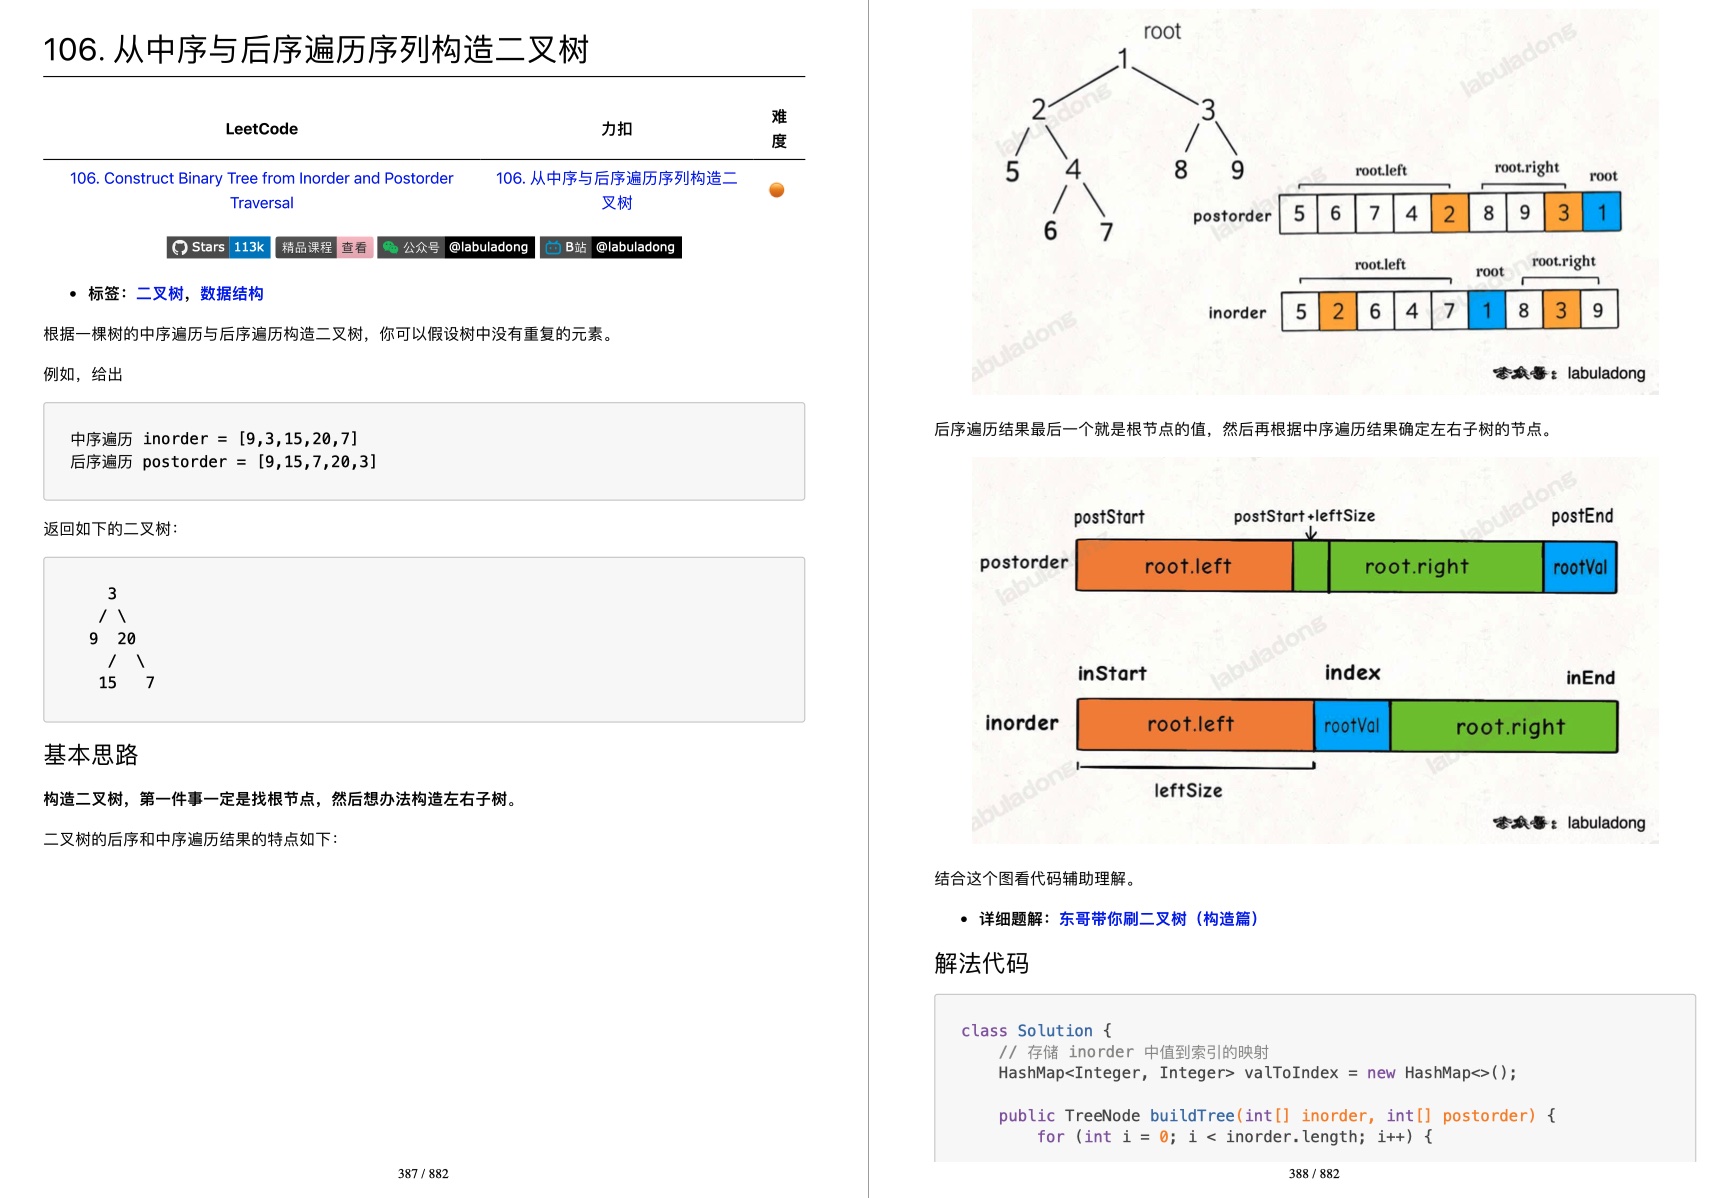 106. 从中序与后序遍历序列构造二叉树
LeetCode 力扣 难度
106. Construct Binary Tree from Inorder and Postorder Traversal
106. 从中序与后序遍历序列构造二叉树
Stars 113k 精品课程 查看 公众号 @labuladong B站 @labuladong
• 标签：二叉树，数据结构
根据一棵树的中序遍历与后序遍历构造二叉树，你可以假设树中没有重复的元素。
例如，给出
中序遍历 inorder = [9,3,15,20,7]
后序遍历 postorder = [9,15,7,20,3]
返回如下的二叉树：
3
/ \
9 20
/ \
15 7
基本思路
构造二叉树，第一件事一定是找根节点，然后想办法构造左右子树。
二叉树的后序和中序遍历结果的特点如下：
387 / 882
root
1
2 3
5 4 8 9
6 7
root.left root.right root
postorder 5 6 7 4 2 8 9 3 1
root.left root root.right
inorder 5 2 6 4 7 1 8 3 9
公众号：labuladong
labuladong
labuladong
labuladong
labuladong
labuladong
后序遍历结果最后一个就是根节点的值，然后再根据中序遍历结果确定左右子树的节点。
postStart postStart+leftSize postEnd
postorder root.left root.right rootVal
inStart index inEnd
inorder root.left rootVal root.right
leftSize
公众号：labuladong
labuladong
labuladong
labuladong
labuladong
labuladong
结合这个图看代码辅助理解。
• 详细题解：东哥带你刷二叉树（构造篇）
解法代码
class Solution {
// 存储 inorder 中值到索引的映射
HashMap<Integer, Integer> valToIndex = new HashMap<>();
public TreeNode buildTree(int[] inorder, int[] postorder) {
for (int i = 0; i < inorder.length; i++) {
388 / 882